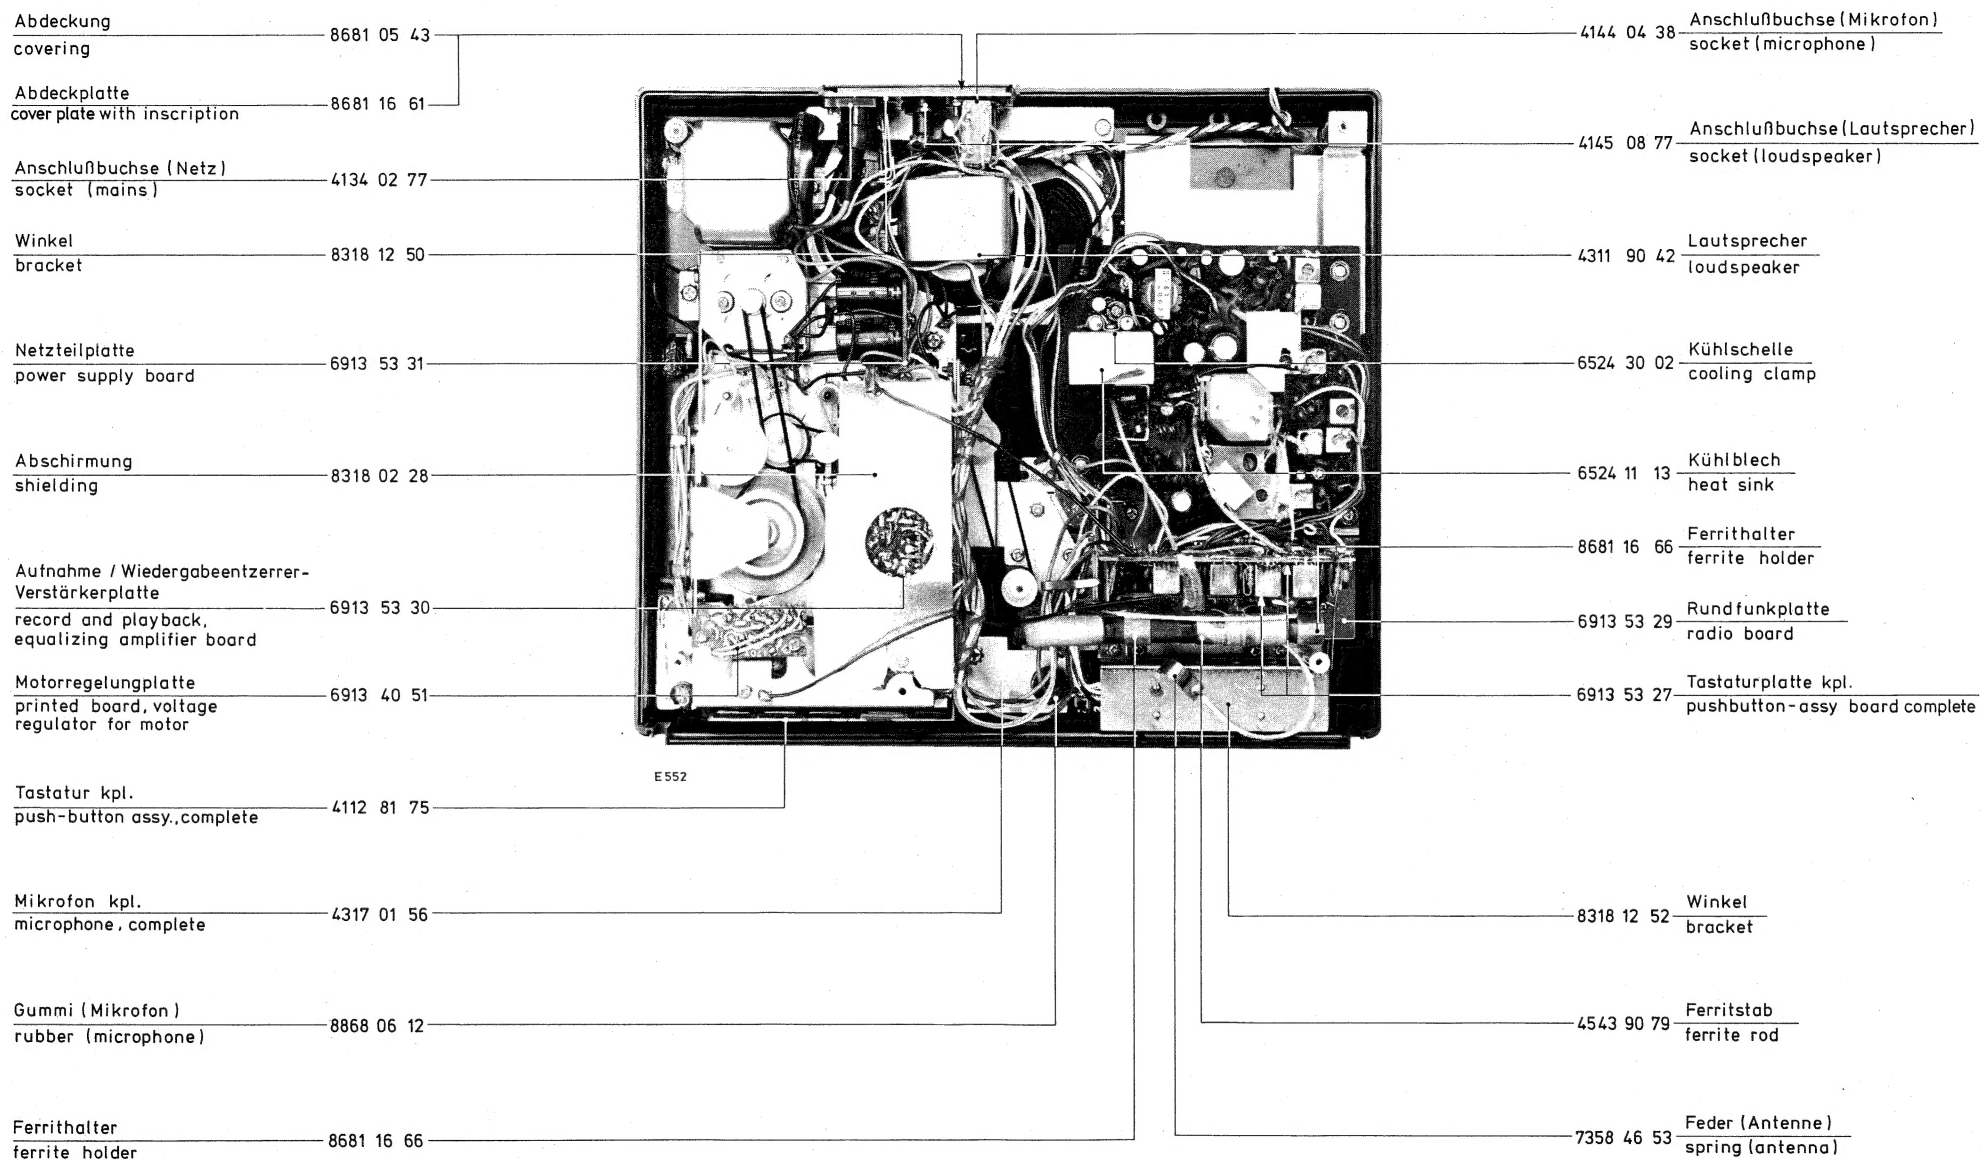 Abdeckung
covering
8681 05 43
Abdeckplatte
cover plate with inscription
8681 16 61
Anschlußbuchse (Netz)
socket (mains)
4134 02 77
Winkel
bracket
8318 12 50
Netzteilplatte
power supply board
6913 53 31
Abschirmung
shielding
8318 02 28
Aufnahme / Wiedergabeentzerrer-
Verstärkerplatte
record and playback,
equalizing amplifier board
6913 53 30
Motorregelungplatte
printed board, voltage
regulator for motor
6913 40 51
Tastatur kpl.
push-button assy., complete
4112 81 75
Mikrofon kpl.
microphone, complete
4317 01 56
Gummi (Mikrofon)
rubber (microphone)
8868 06 12
Ferrithalter
ferrite holder
8681 16 66
E 552
4144 04 38
Anschlußbuchse (Mikrofon)
socket (microphone)
4145 08 77
Anschlußbuchse (Lautsprecher)
socket (loudspeaker)
4311 90 42
Lautsprecher
loudspeaker
6524 30 02
Kühlschelle
cooling clamp
6524 11 13
Kühlblech
heat sink
8681 16 66
Ferrithalter
ferrite holder
6913 53 29
Rundfunkplatte
radio board
6913 53 27
Tastaturplatte kpl.
pushbutton-assy board complete
8318 12 52
Winkel
bracket
4543 90 79
Ferritstab
ferrite rod
7358 46 53
Feder (Antenne)
spring (antenna)